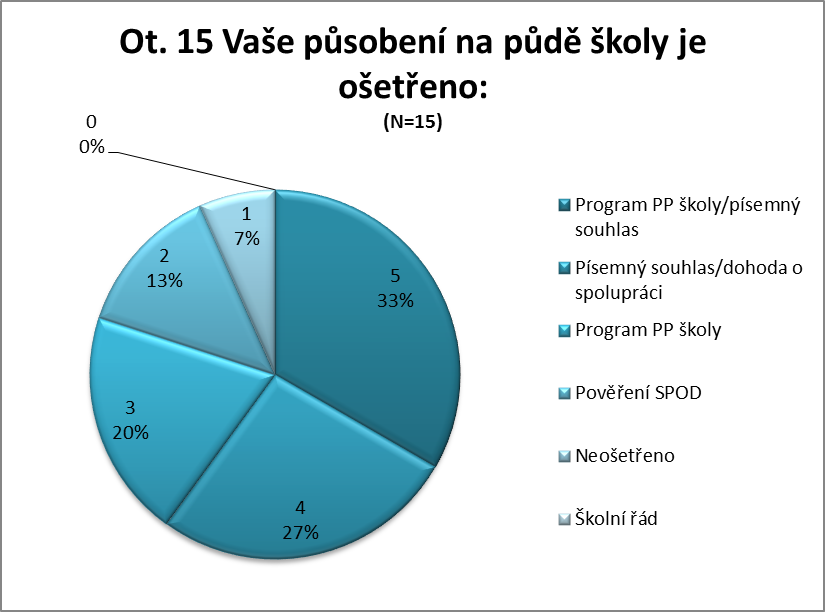 Ot. 15 Vaše působení na půdě školy je
ošetřeno:
(N=15)
0
0%
1
7%
2
13%
5
33%
3
20%
4
27%
Program PP školy/písemný
souhlas
Písemný souhlas/dohoda o
spolupráci
Program PP školy
Pověření SPOD
Neošetřeno
Školní řád